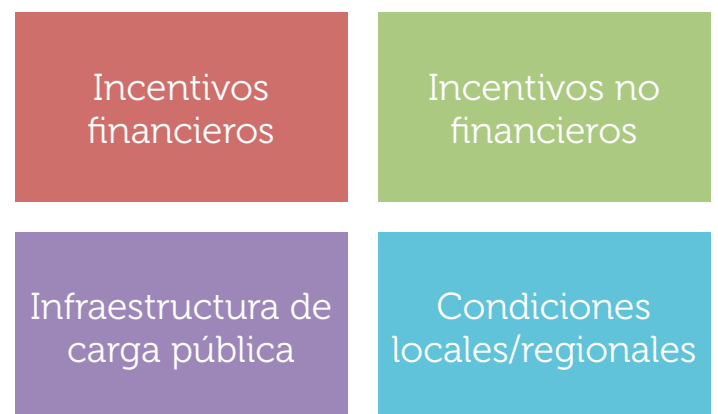 Incentivos
financieros
Incentivos no
financieros
Infraestructura de
carga pública
Condiciones
locales/regionales